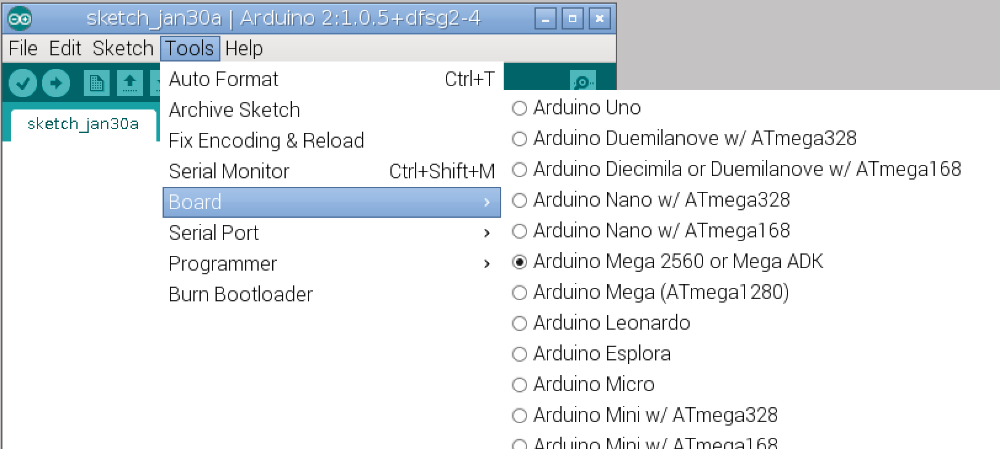 sketch_jan30a | Arduino 2:1.0.5+dfsg2-4
File Edit Sketch Tools Help
sketch_jan30a
Auto Format Ctrl+T
Archive Sketch
Fix Encoding & Reload
Serial Monitor Ctrl+Shift+M
Board
Serial Port
Programmer
Burn Bootloader
Arduino Uno
Arduino Duemilanove w/ ATmega328
Arduino Diecimila or Duemilanove w/ ATmega168
Arduino Nano w/ ATmega328
Arduino Nano w/ ATmega168
Arduino Mega 2560 or Mega ADK
Arduino Mega (ATmega1280)
Arduino Leonardo
Arduino Esplora
Arduino Micro
Arduino Mini w/ ATmega328
Arduino Mini w/ ATmega168